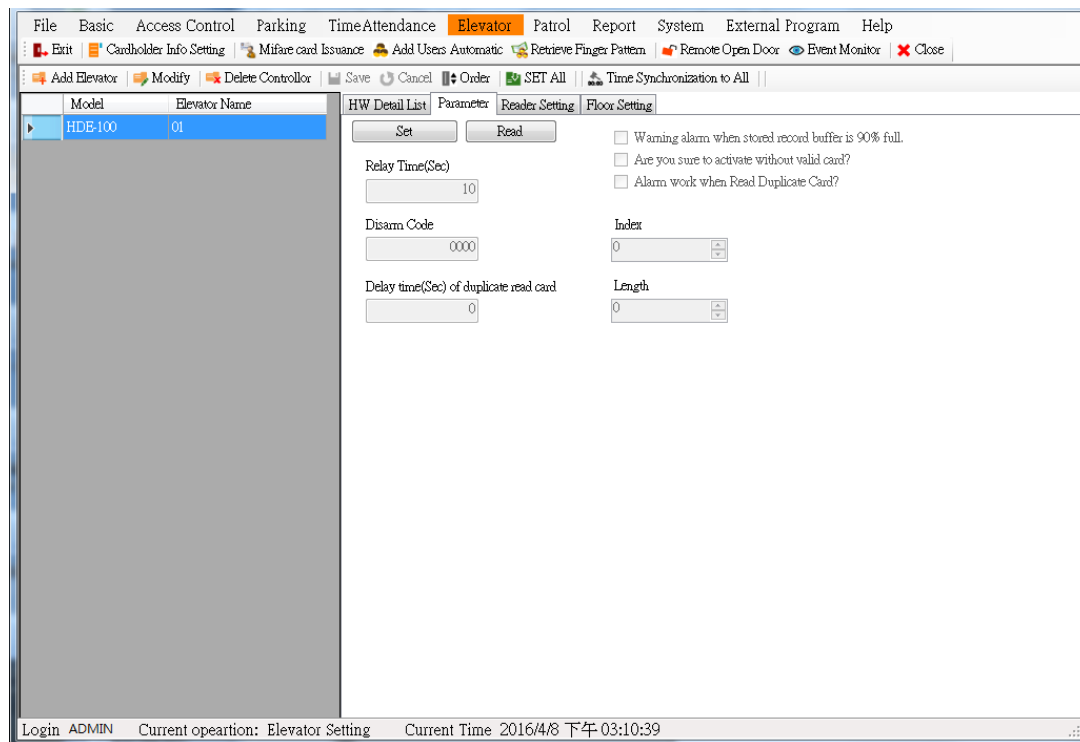 File Basic Access Control Parking TimeAttendance Elevator Patrol Report System External Program Help
Exit Cardholder Info Setting Mifare card Issuance Add Users Automatic Retrieve Finger Pattern Remote Open Door Event Monitor Close
Add Elevator Modify Delete Controllor Save Cancel Order SET All Time Synchronization to All
Model Elevator Name
HDE-100 01
HW Detail List Parameter Reader Setting Floor Setting
Set Read
Warning alarm when stored record buffer is 90% full.
Are you sure to activate without valid card?
Alarm work when Read Duplicate Card?
Relay Time(Sec)
10
Disarm Code
0000
Index
0
Delay time(Sec) of duplicate read card
0
Length
0
Login ADMIN Current opeartion: Elevator Setting Current Time 2016/4/8 下午 03:10:39